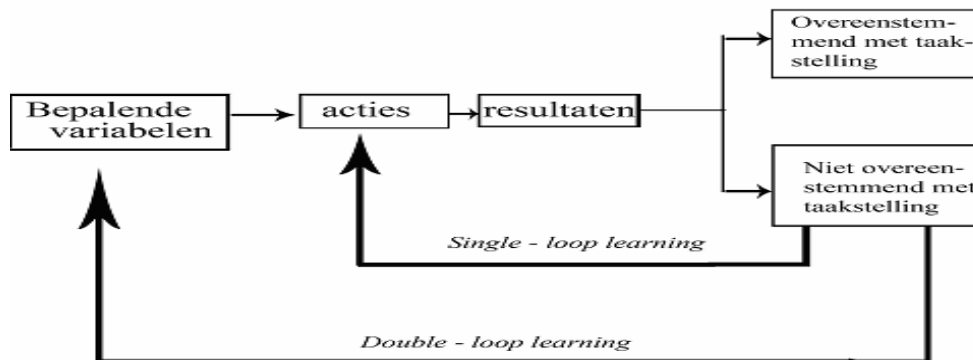 Overeenstem-
mend met taak-
stelling
Bepalende
variabelen
acties
resultaten
Niet overeen-
stemmend met
taakstelling
Single - loop learning
Double - loop learning